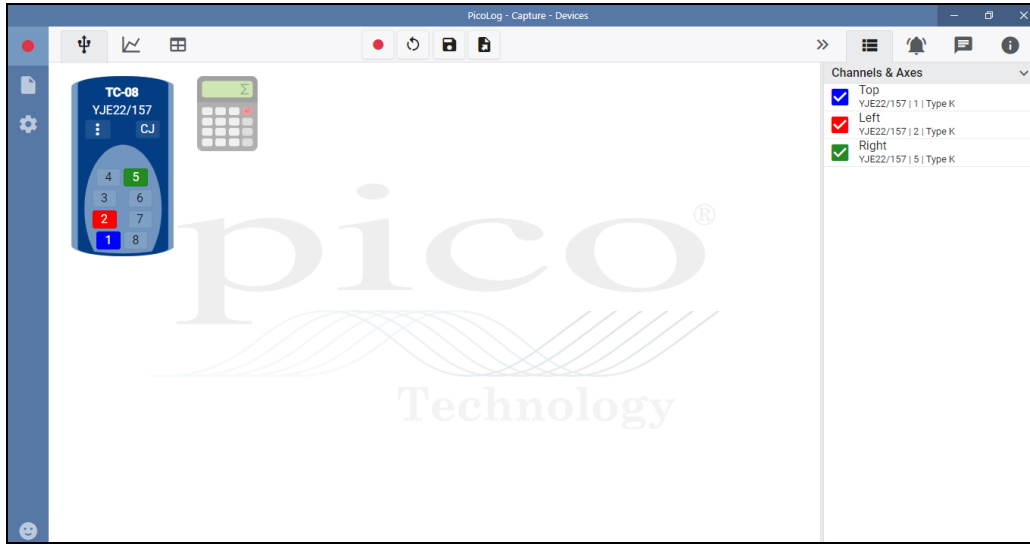 PicoLog - Capture - Devices
TC-08
YJE22/157
CJ
Σ
4 5
3 6
2 7
1 8
pico®
Technology
Channels & Axes
Top
YJE22/157 | 1 | Type K
Left
YJE22/157 | 2 | Type K
Right
YJE22/157 | 5 | Type K